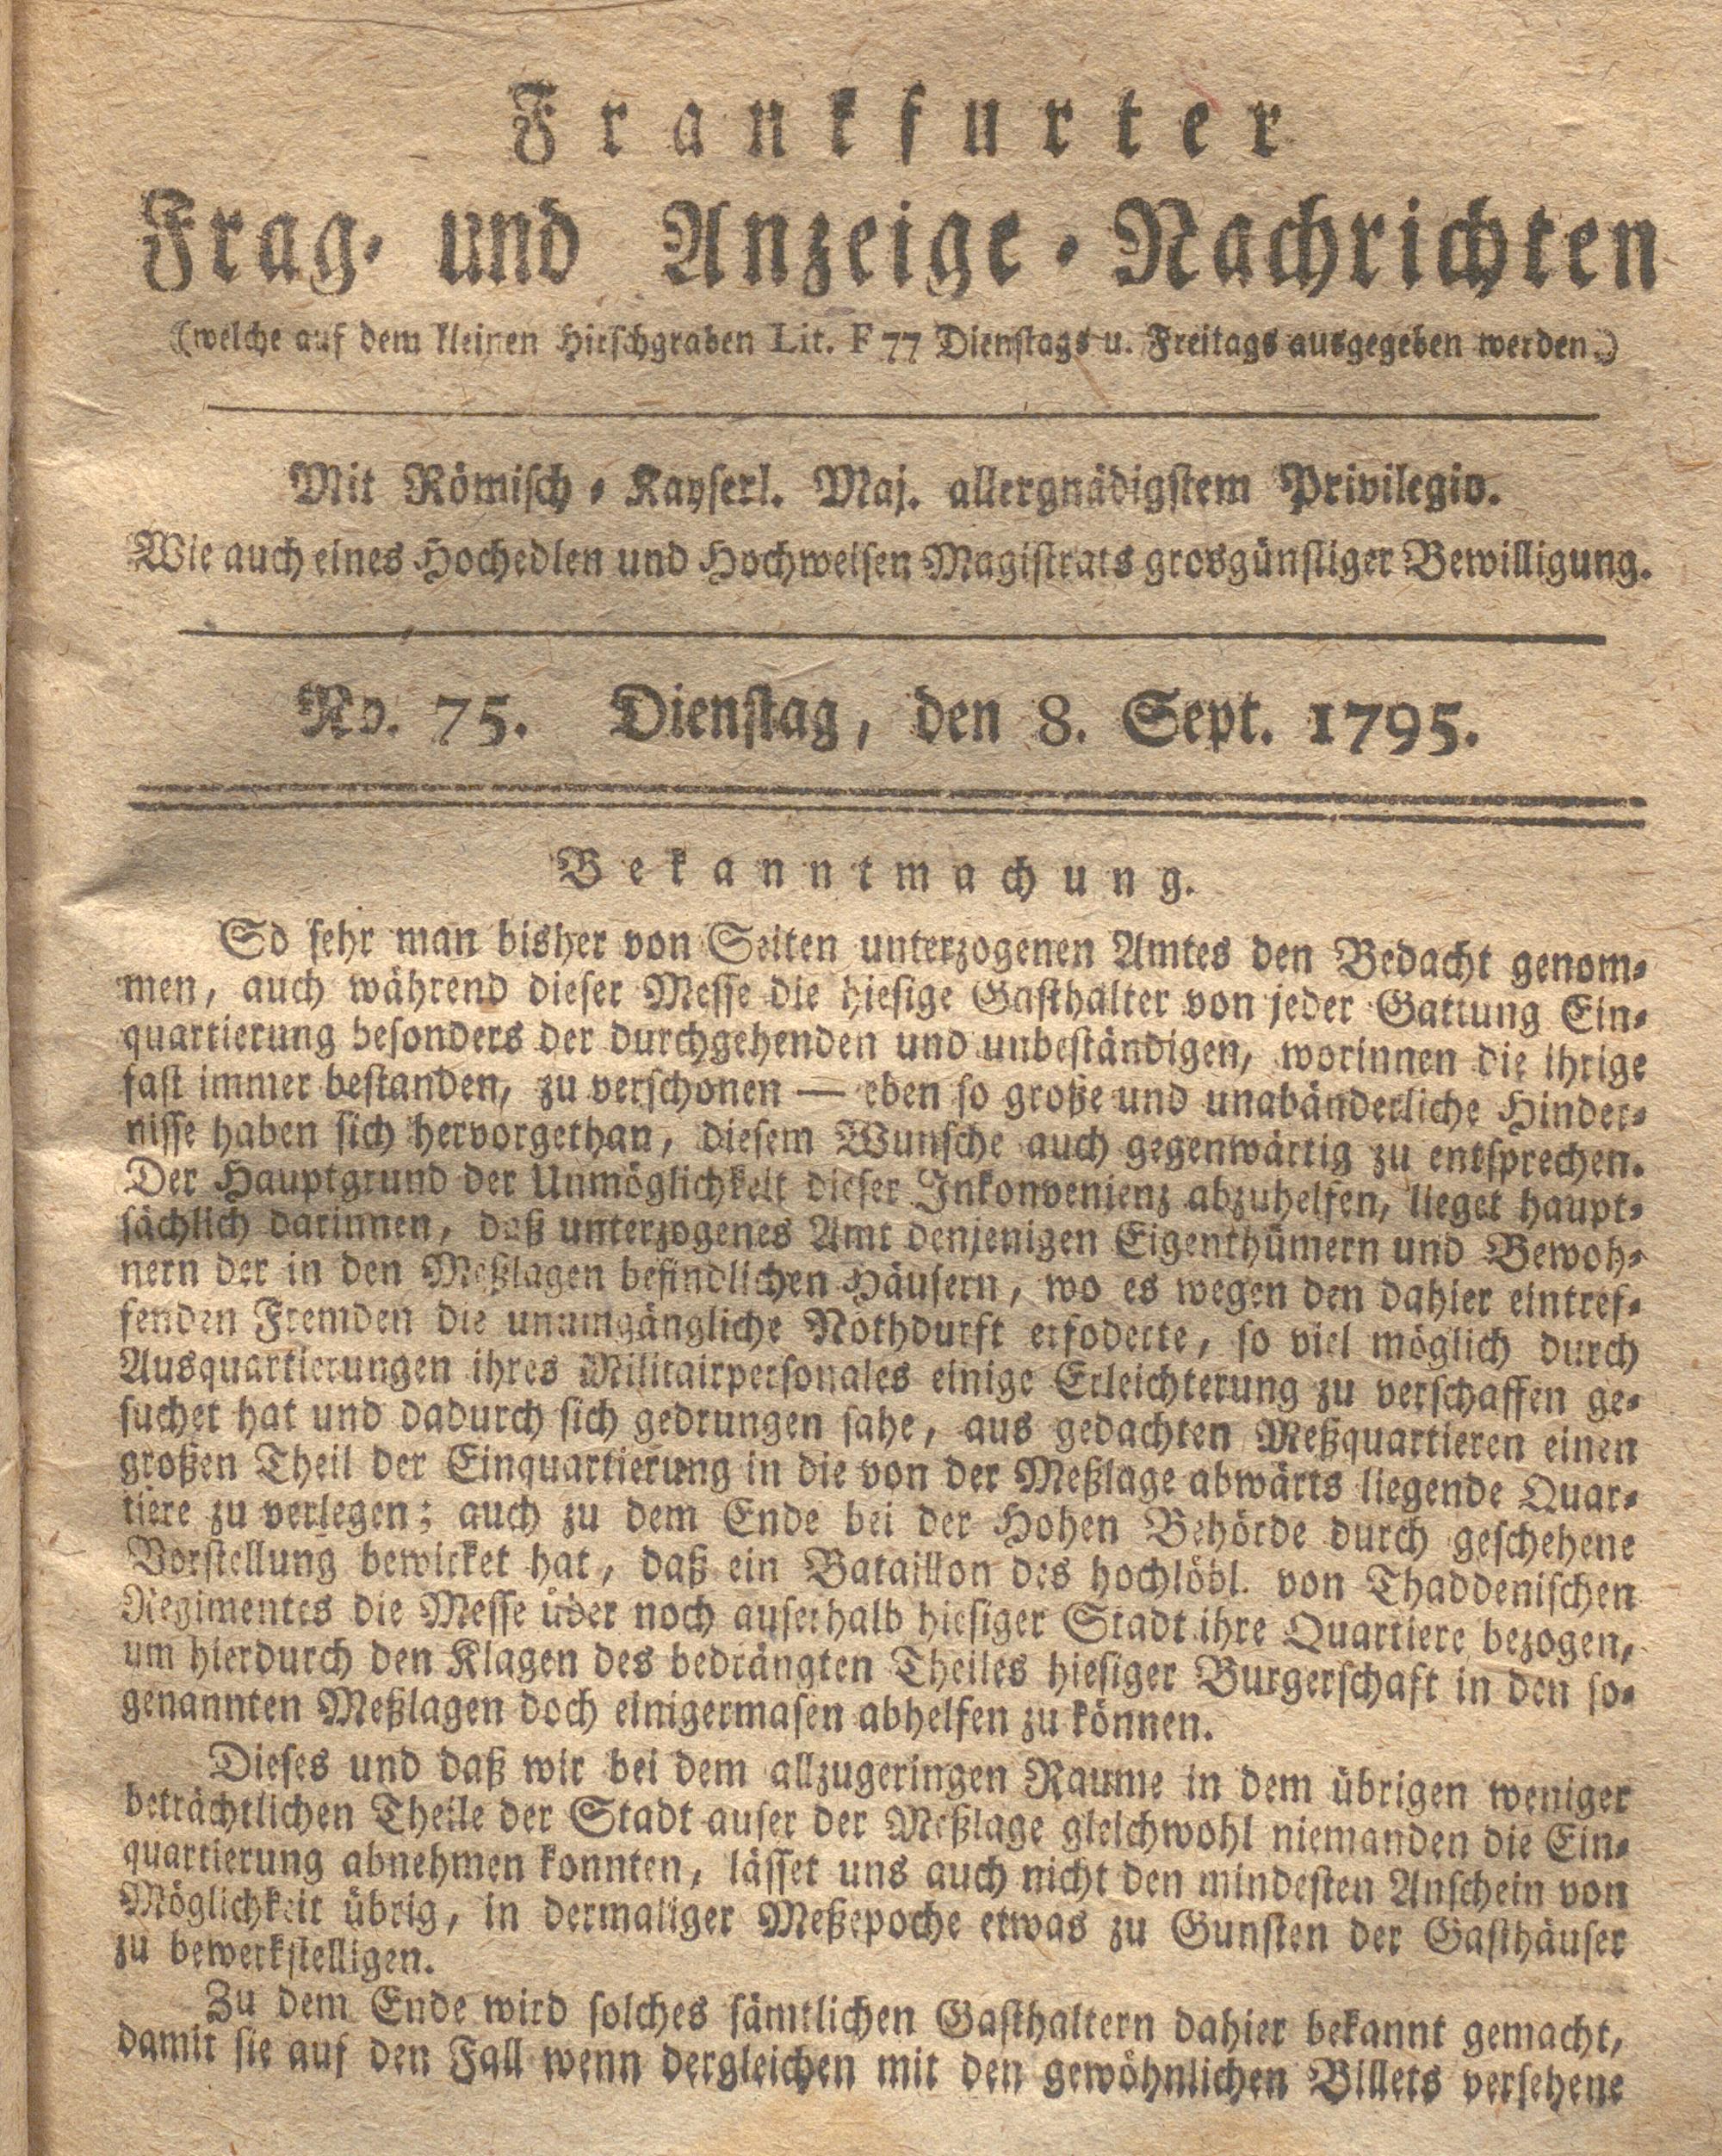 Frankfurter
Frag- und Anzeige-Nachrichten
(welche auf dem kleinen Hirschgraben Lit. F 77 Dienstags u. Freitags ausgegeben werden.)
Mit Römisch-Kayserl. Maj. allergnädigstem Privilegio.
Wie auch eines Hochedlen und Hochweisen Magistrats grosgünstiger Bewilligung.
No. 75. Dienstag, den 8. Sept. 1795.
Bekanntmachung.
So sehr man bisher von Seiten unterzogenen Amtes den Bedacht genom-
men, auch während dieser Messe die hiesige Gasthalter von jeder Gattung Ein-
quartierung besonders der durchgehenden und unbeständigen, worinnen die ihrige
fast immer bestanden, zu verschonen — eben so große und unabänderliche Hinder-
nisse haben sich hervorgethan, diesem Wunsche auch gegenwärtig zu entsprechen.
Der Hauptgrund der Unmöglichkeit dieser Inkonvenienz abzuhelfen, lieget haupt-
sächlich darinnen, daß unterzogenes Amt denjenigen Eigenthümern und Bewoh-
nern der in den Meßlagen befindlichen Häusern, wo es wegen den dahier eintref-
fenden Fremden die unumgängliche Nothdurft erfoderte, so viel möglich durch
Ausquartierungen ihres Militairpersonales einige Erleichterung zu verschaffen ge-
suchet hat und dadurch sich gedrungen sahe, aus gedachten Meßquartieren einen
großen Theil der Einquartierung in die von der Meßlage abwärts liegende Quar-
tiere zu verlegen; auch zu dem Ende bei der Hohen Behörde durch geschehene
Vorstellung bewirket hat, daß ein Bataillon des hochlöbl. von Thaddenischen
Regimentes die Messe über noch auserhalb hiesiger Stadt ihre Quartiere bezogen,
um hierdurch den Klagen des bedrängten Theiles hiesiger Burgerschaft in den so-
genannten Meßlagen doch einigermasen abhelfen zu können.
Dieses und daß wir bei dem allzugeringen Raume in dem übrigen weniger
beträchtlichen Theile der Stadt auser der Meßlage gleichwohl niemanden die Ein-
quartierung abnehmen konnten, lässet uns auch nicht den mindesten Anschein von
Möglichkeit übrig, in dermaliger Meßepoche etwas zu Gunsten der Gasthäuser
zu bewerkstelligen.
Zu dem Ende wird solches sämtlichen Gasthaltern dahier bekannt gemacht,
damit sie auf den Fall wenn dergleichen mit den gewöhnlichen Billets versehene